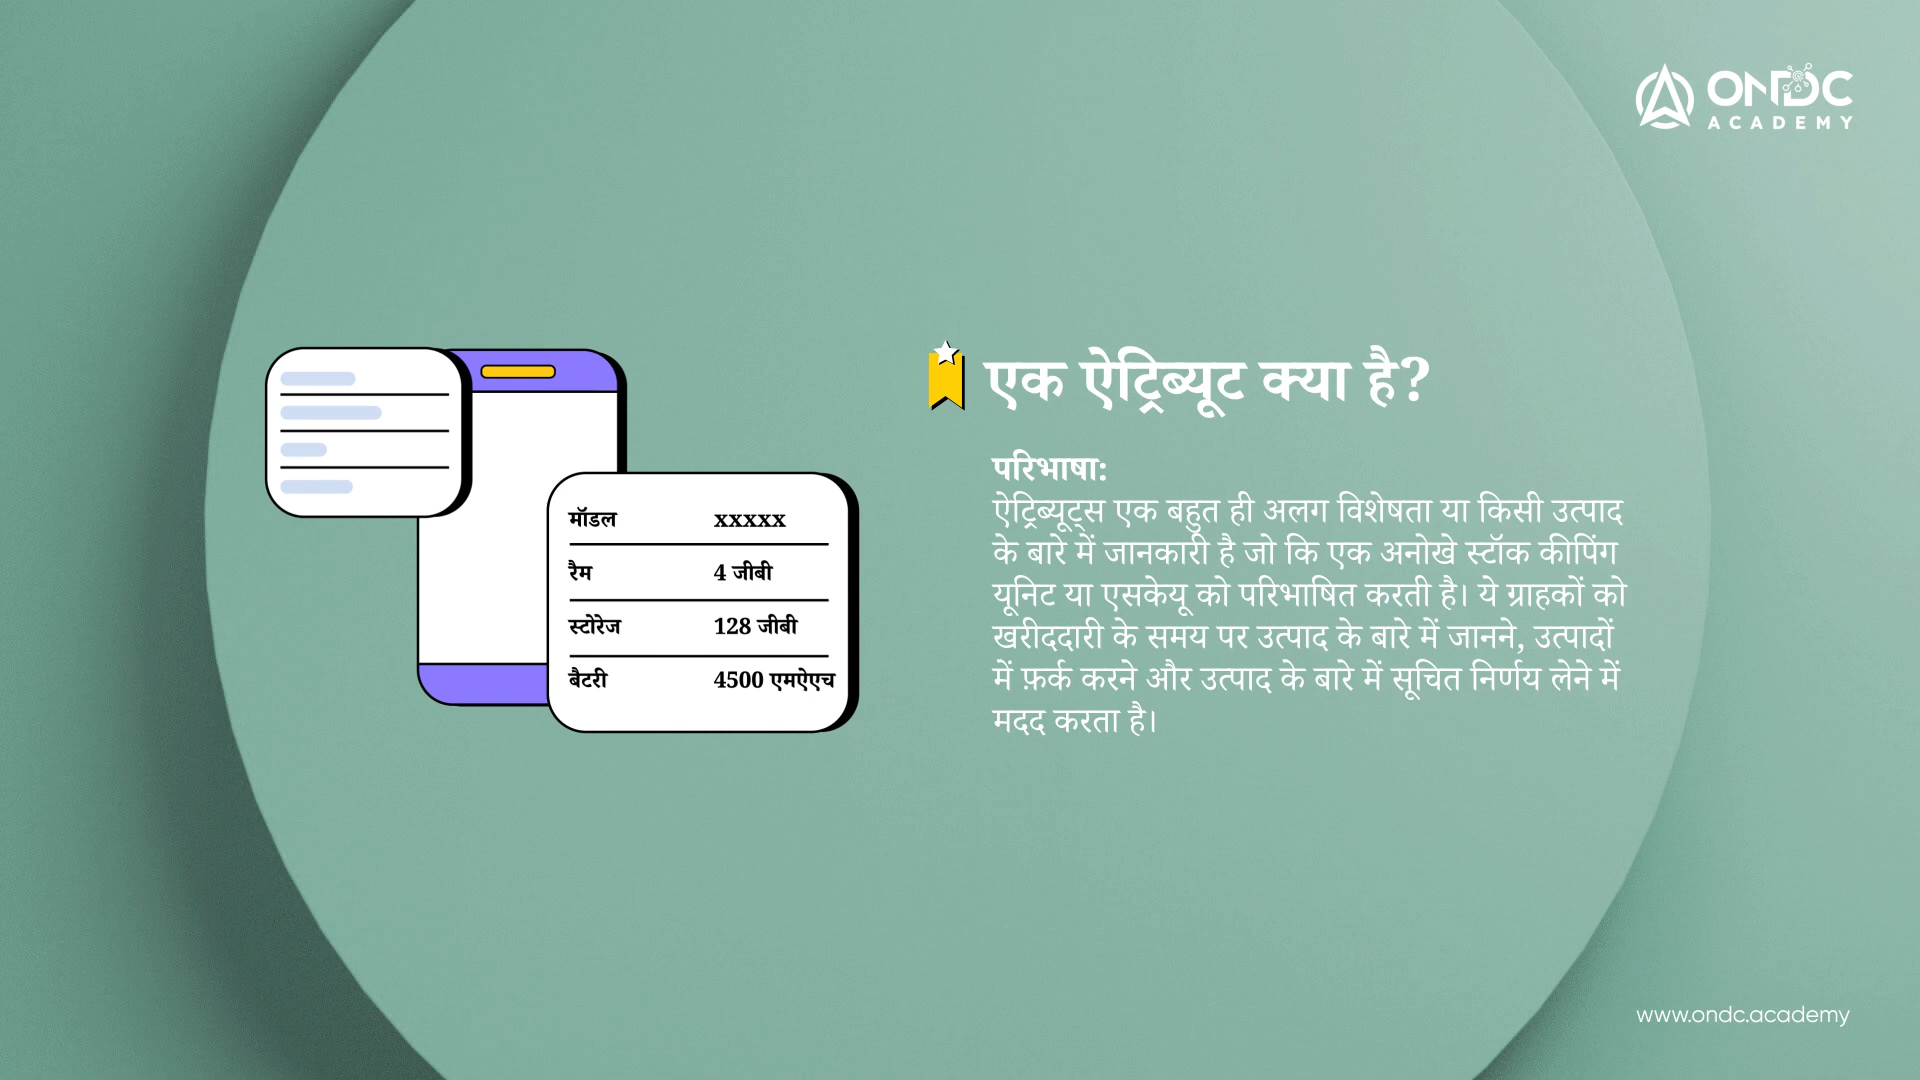 ONDC
ACADEMY
एक ऐट्रिब्यूट क्या है?
परिभाषा:
ऐट्रिब्यूट्स एक बहुत ही अलग विशेषता या किसी उत्पाद
के बारे में जानकारी है जो कि एक अनोखे स्टॉक कीपिंग
यूनिट या एसकेयू को परिभाषित करती है। ये ग्राहकों को
खरीददारी के समय पर उत्पाद के बारे में जानने, उत्पादों
में फ़र्क करने और उत्पाद के बारे में सूचित निर्णय लेने में
मदद करता है।
मॉडल xxxxx
रैम 4 जीबी
स्टोरेज 128 जीबी
बैटरी 4500 एमऐएच
www.ondc.academy